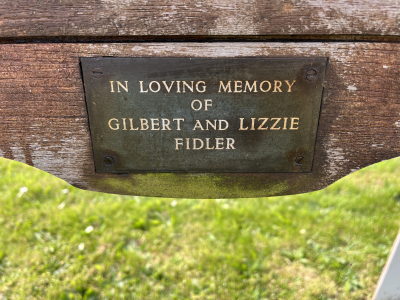 IN LOVING MEMORY
OF
GILBERT AND LIZZIE
FIDLER